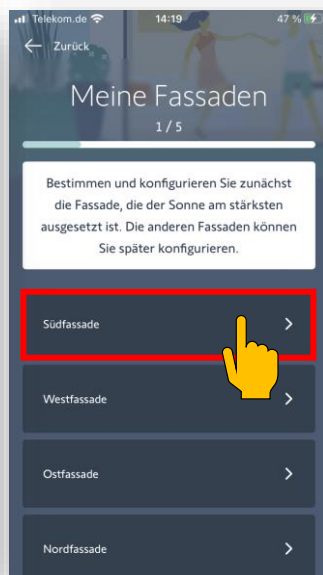 Telekom.de 14:19 47 %
Zurück
Meine Fassaden
1 / 5
Bestimmen und konfigurieren Sie zunächst
die Fassade, die der Sonne am stärksten
ausgesetzt ist. Die anderen Fassaden können
Sie später konfigurieren.
Südfassade
Westfassade
Ostfassade
Nordfassade